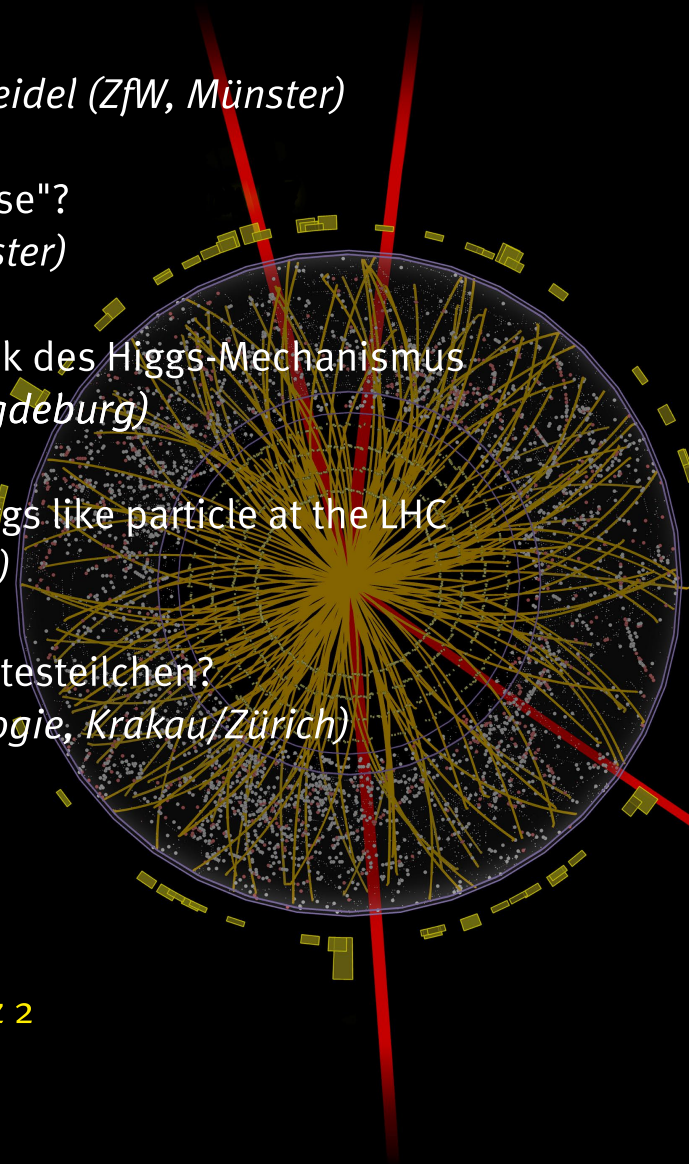 eidel (ZfW, Münster)
se"?
ster)
k des Higgs-Mechanismus
gdeburg)
gs like particle at the LHC
)
testeilchen?
ogie, Krakau/Zürich)
z 2